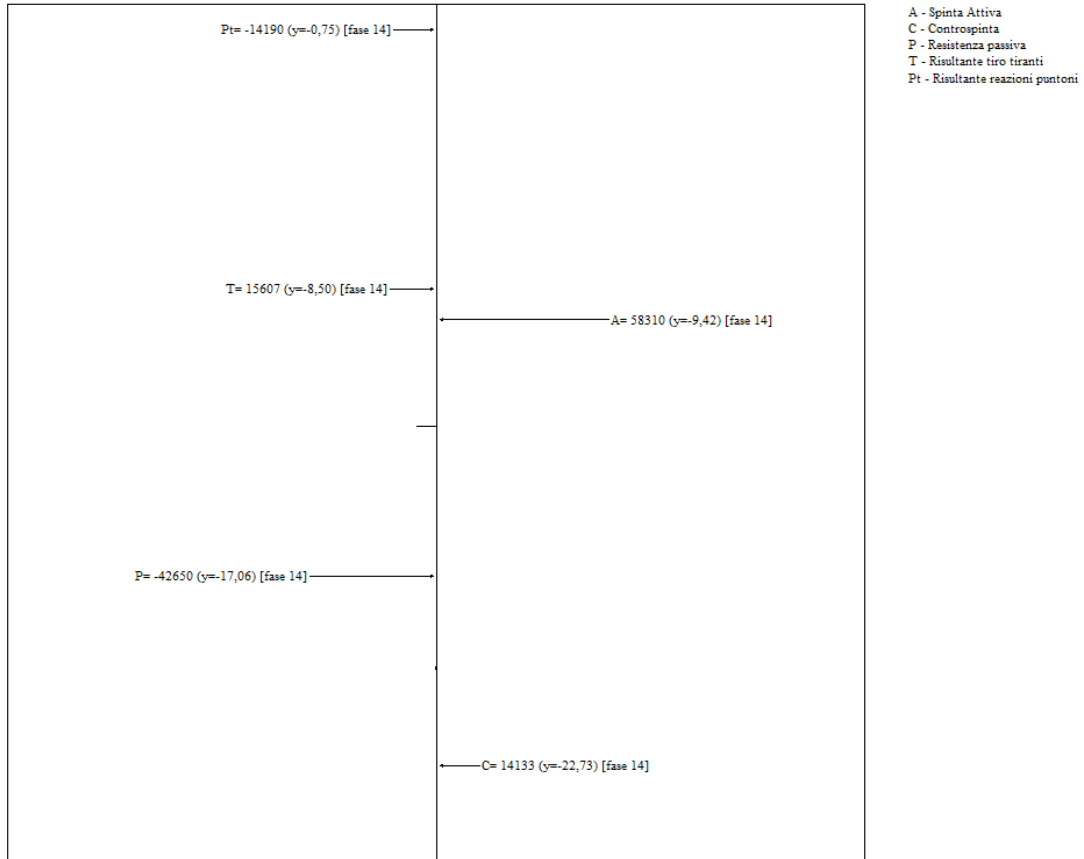 Pt= -14190 (y=-0,75) [fase 14]
A - Spinta Attiva
C - Controspinta
P - Resistenza passiva
T - Risultante tiro tiranti
Pt - Risultante reazioni puntoni
T= 15607 (y=-8,50) [fase 14]
A= 58310 (y=-9,42) [fase 14]
P= -42650 (y=-17,06) [fase 14]
C= 14133 (y=-22,73) [fase 14]